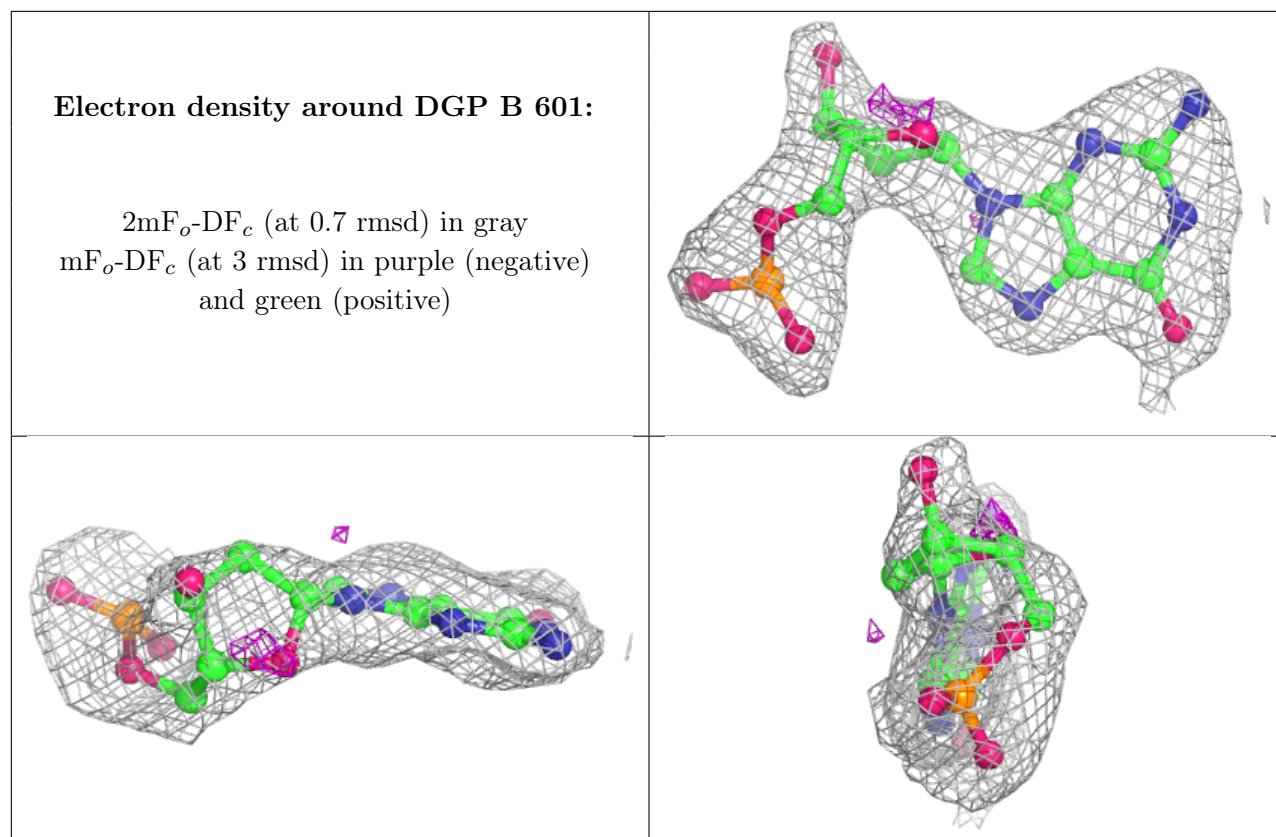 Electron density around DGP B 601:
2mFo-DFc (at 0.7 rmsd) in gray
mFo-DFc (at 3 rmsd) in purple (negative)
and green (positive)